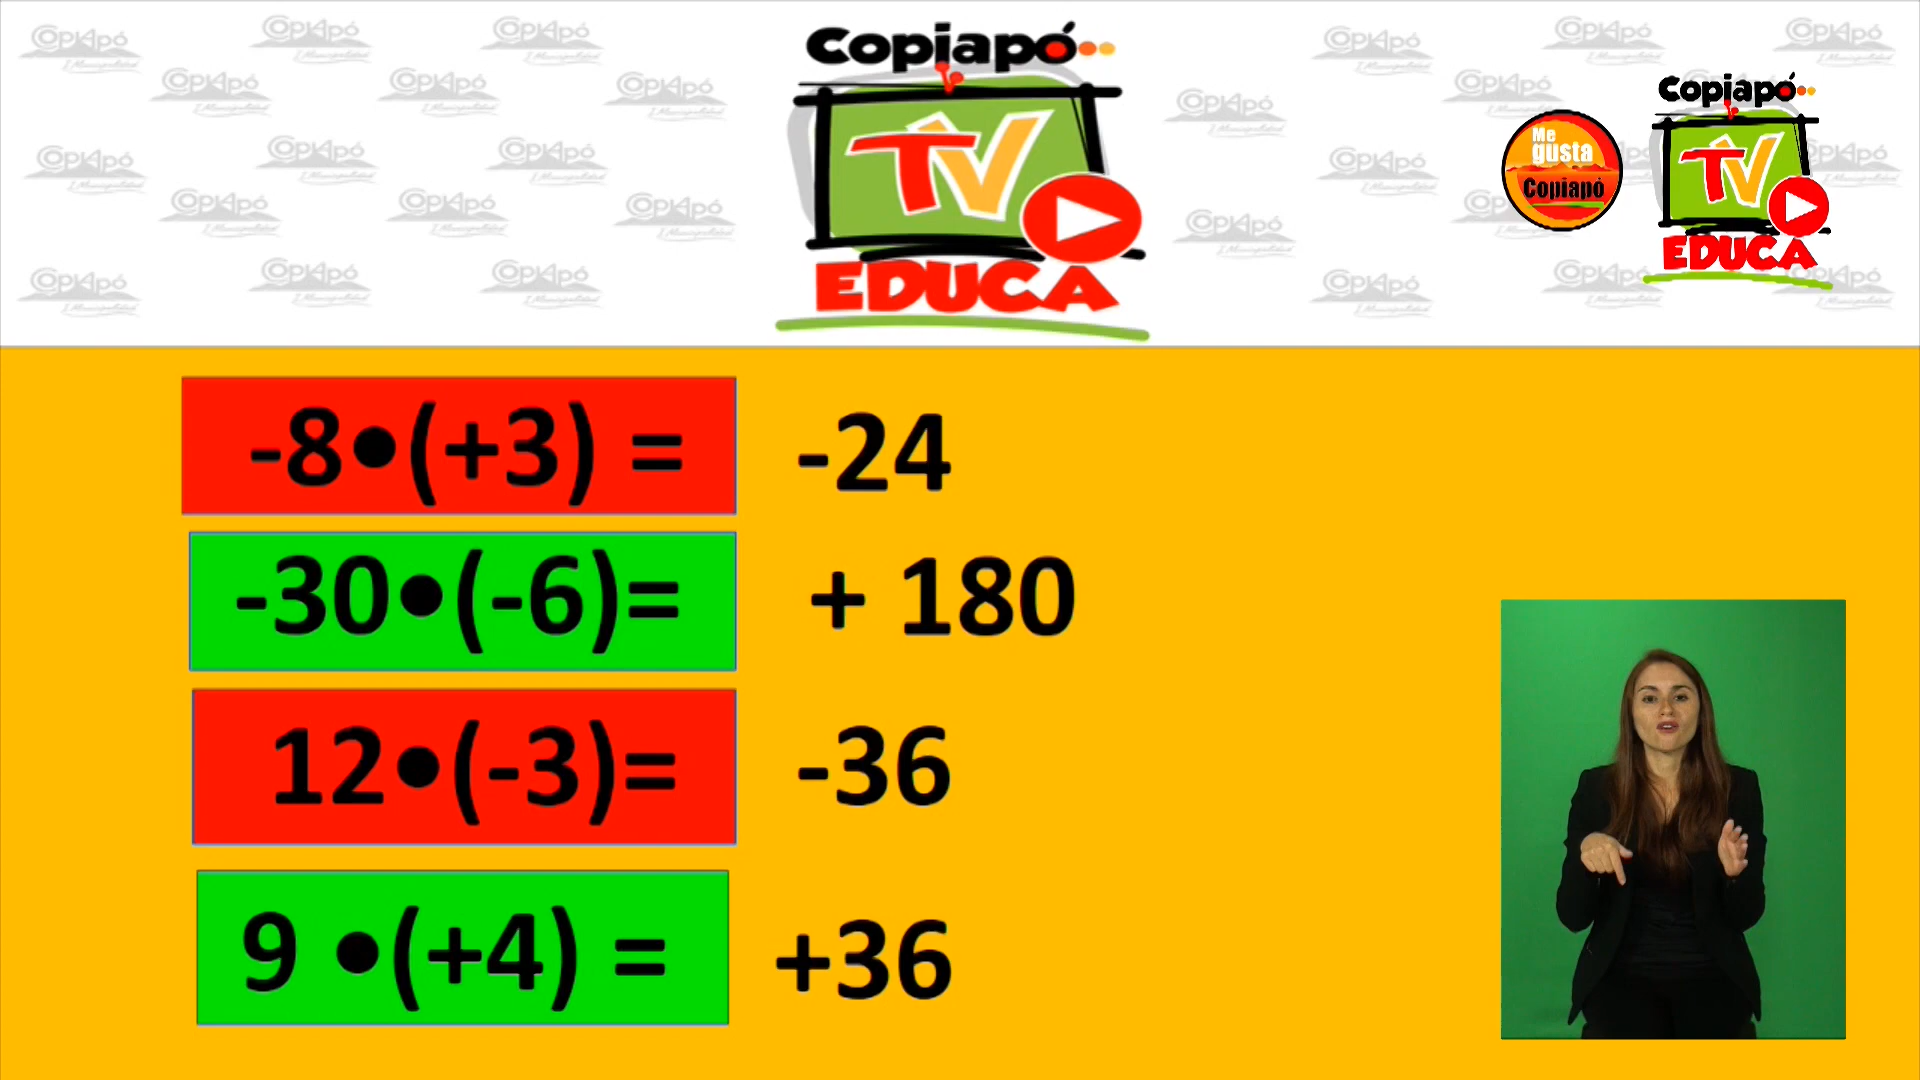 Copiapó
TV
EDUCA
Me
gusta
Copiapó
Copiapó
TV
EDUCA
-8•(+3) = -24
-30•(-6)= + 180
12•(-3)= -36
9 •(+4) = +36